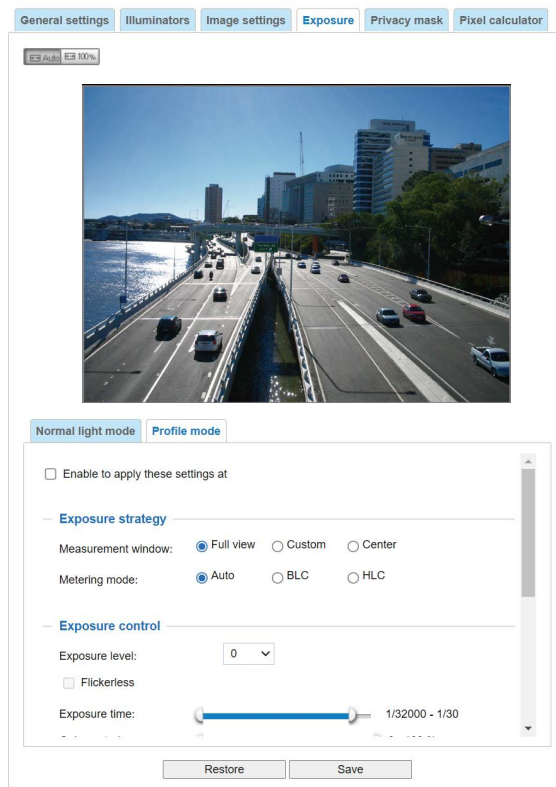 General settings Illuminators Image settings Exposure Privacy mask Pixel calculator
Auto 100%
Normal light mode Profile mode
Enable to apply these settings at
Exposure strategy
Measurement window: Full view Custom Center
Metering mode: Auto BLC HLC
Exposure control
Exposure level: 0
Flickerless
Exposure time: 1/32000 - 1/30
Restore Save